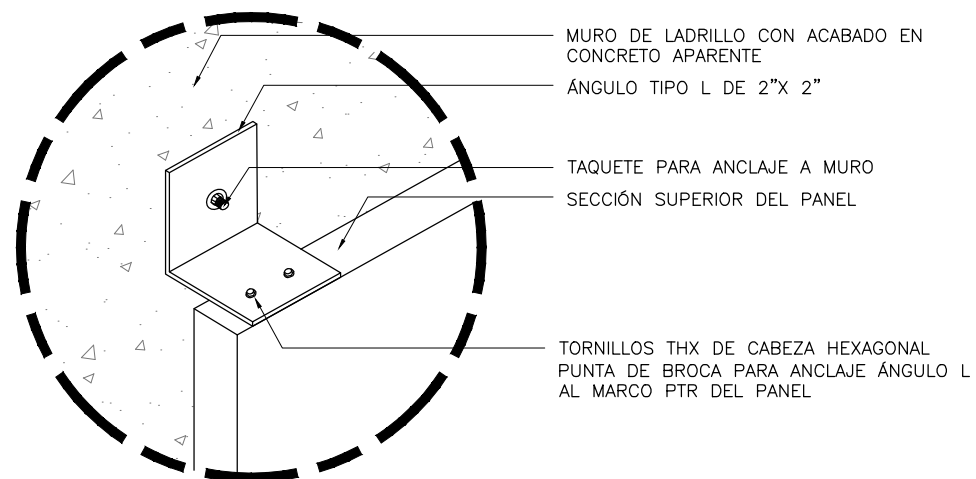 MURO DE LADRILLO CON ACABADO EN
CONCRETO APARENTE
ÁNGULO TIPO L DE 2”X 2”
TAQUETE PARA ANCLAJE A MURO
SECCIÓN SUPERIOR DEL PANEL
TORNILLOS THX DE CABEZA HEXAGONAL
PUNTA DE BROCA PARA ANCLAJE ÁNGULO L
AL MARCO PTR DEL PANEL